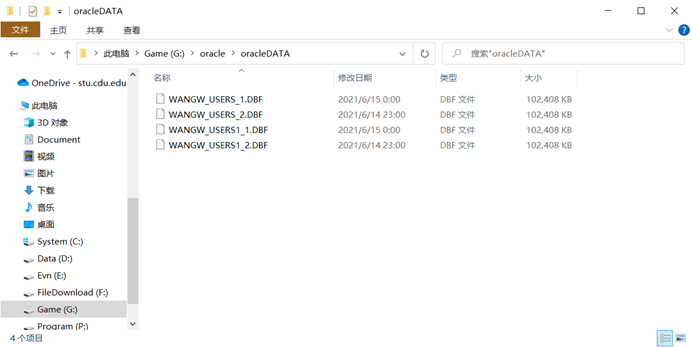 oracleDATA
文件 主页 共享 查看
此电脑 Game (G:) oracle oracleDATA 搜索"oracleDATA"
名称 修改日期 类型 大小
WANGW_USERS_1.DBF 2021/6/15 0:00 DBF 文件 102,408 KB
WANGW_USERS_2.DBF 2021/6/14 23:00 DBF 文件 102,408 KB
WANGW_USERS1_1.DBF 2021/6/15 0:00 DBF 文件 102,408 KB
WANGW_USERS1_2.DBF 2021/6/14 23:00 DBF 文件 102,408 KB
OneDrive - stu.cdu.edu
此电脑
3D 对象
Document
视频
图片
下载
音乐
桌面
System (C:)
Data (D:)
Evn (E:)
FileDownload (F:)
Game (G:)
Program (P:)
4 个项目